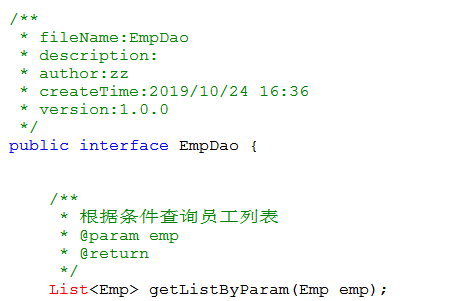 /**
 * fileName:EmpDao
 * description:
 * author:zz
 * createTime:2019/10/24 16:36
 * version:1.0.0
 */
public interface EmpDao {
    /**
     * 根据条件查询员工列表
     * @param emp
     * @return
     */
    List<Emp> getListByParam(Emp emp);